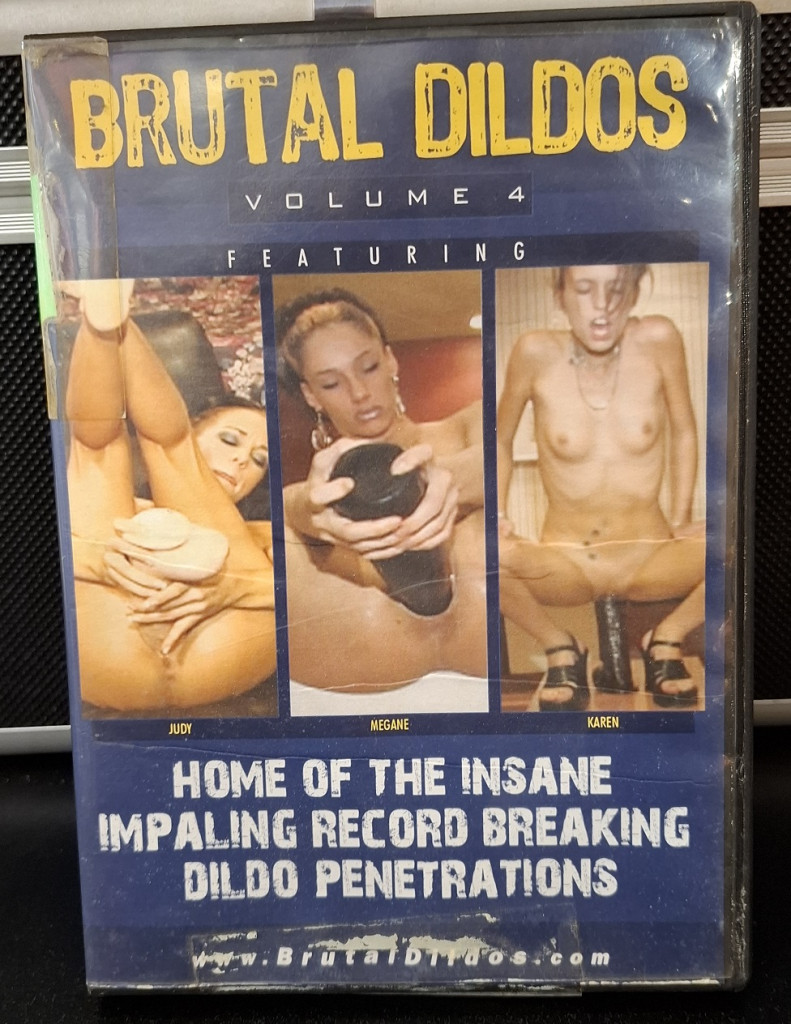 BRUTAL DILDOS
VOLUME 4
FEATURING
JUDY MEGANE KAREN
HOME OF THE INSANE
IMPALING RECORD BREAKING
DILDO PENETRATIONS
www.BrutalDildos.com